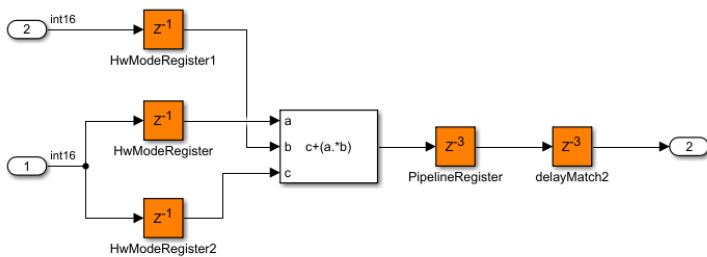 2
int16
Z-1
HwModeRegister1
1
int16
Z-1
HwModeRegister
Z-1
HwModeRegister2
a
b
c
c+(a.*b)
Z-3
PipelineRegister
Z-3
delayMatch2
2